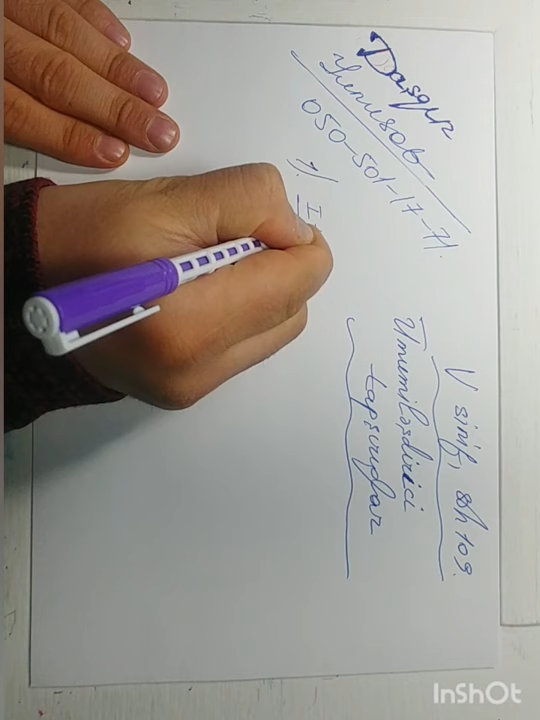 Daşqın
Yunusov
050-501-17-71.
V sinif, səh 109.
Ümumiləşdirici
tapşırıqlar
1). I
InShOt